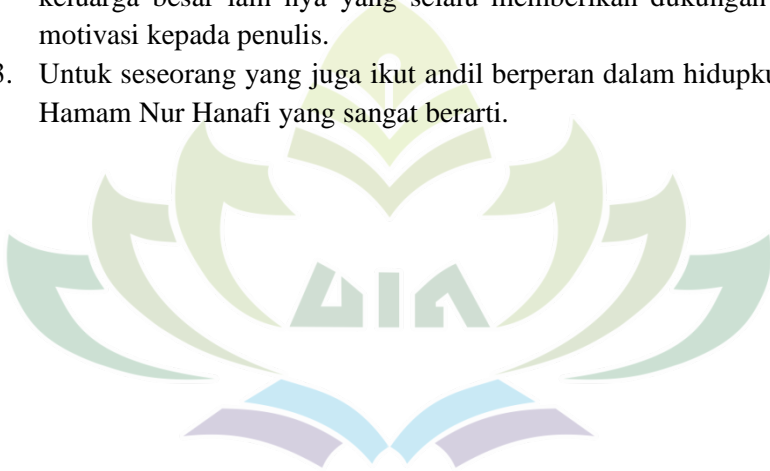 keluarga besar lain nya yang selalu memberikan dukungan
motivasi kepada penulis.
3. Untuk seseorang yang juga ikut andil berperan dalam hidupku
Hamam Nur Hanafi yang sangat berarti.
UIN